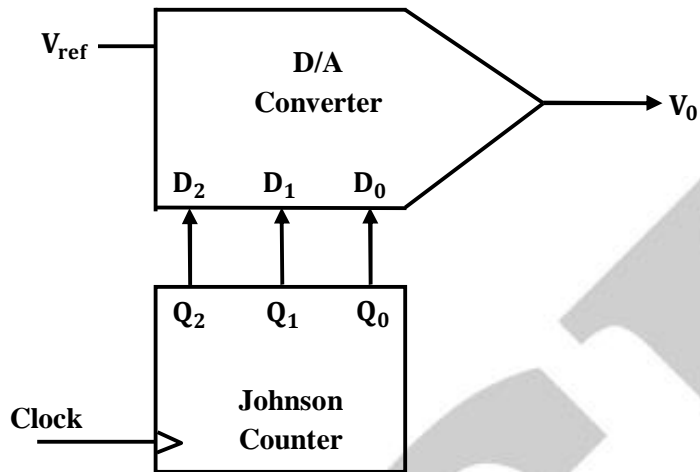 V_ref
D/A
Converter
V_0
D_2 D_1 D_0
Q_2 Q_1 Q_0
Clock
Johnson
Counter